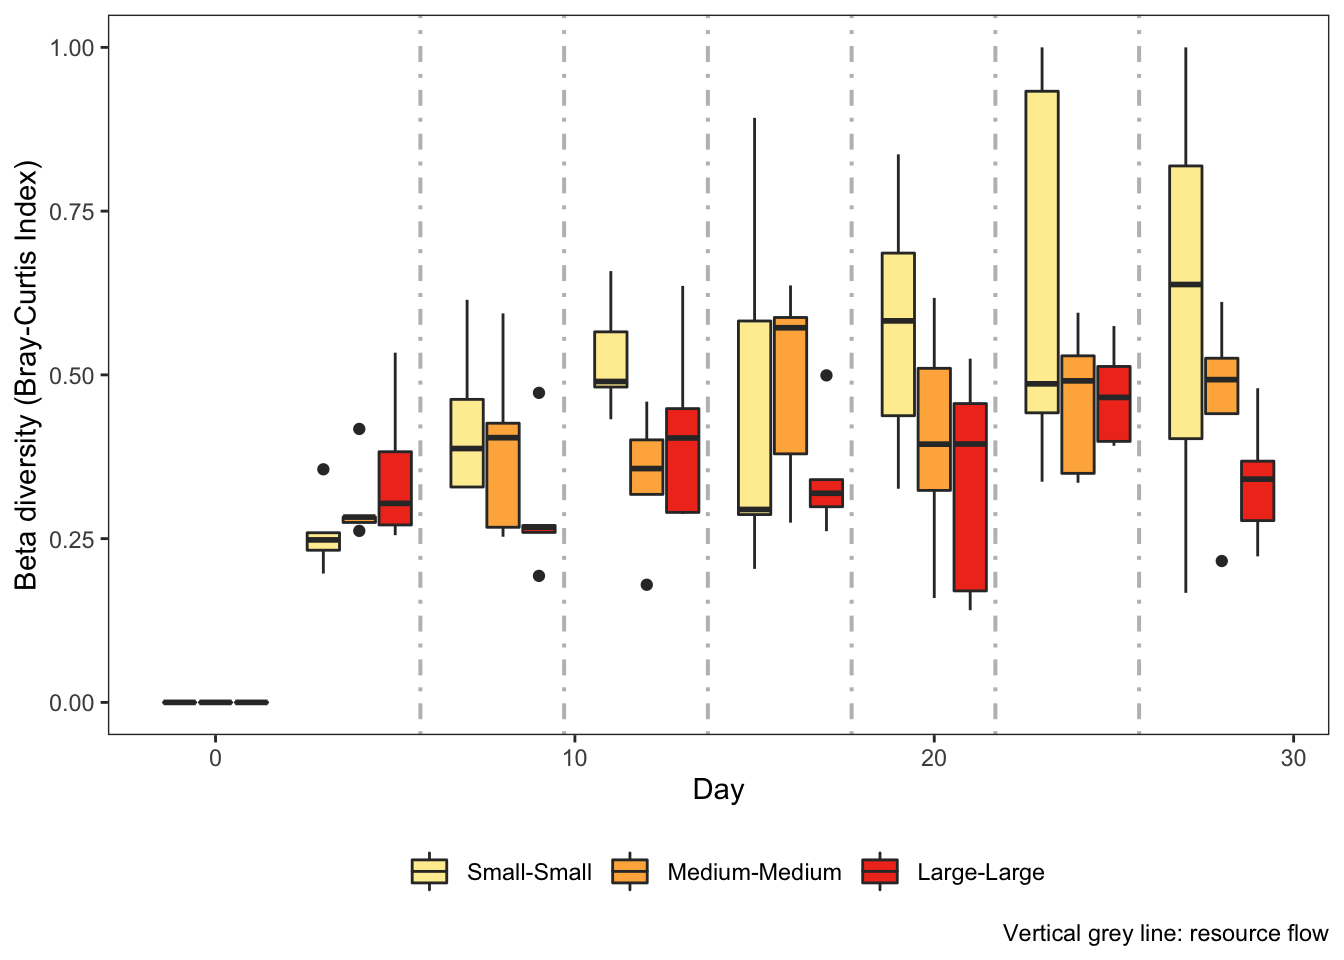 Beta diversity (Bray-Curtis Index)
1.00
0.75
0.50
0.25
0.00
0 10 20 30
Day
Small-Small Medium-Medium Large-Large
Vertical grey line: resource flow